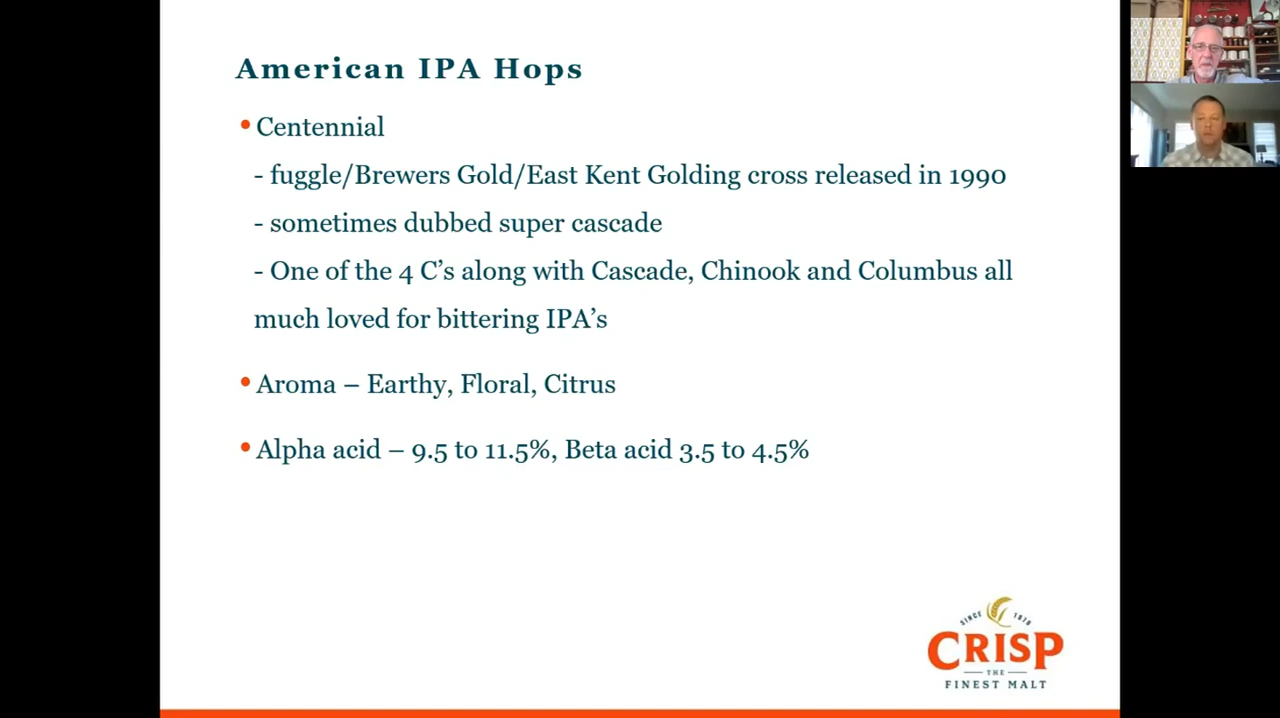 American IPA Hops
• Centennial
- fuggle/Brewers Gold/East Kent Golding cross released in 1990
- sometimes dubbed super cascade
- One of the 4 C’s along with Cascade, Chinook and Columbus all
much loved for bittering IPA’s
• Aroma – Earthy, Floral, Citrus
• Alpha acid – 9.5 to 11.5%, Beta acid 3.5 to 4.5%
SINCE 1870
CRISP
THE
FINEST MALT